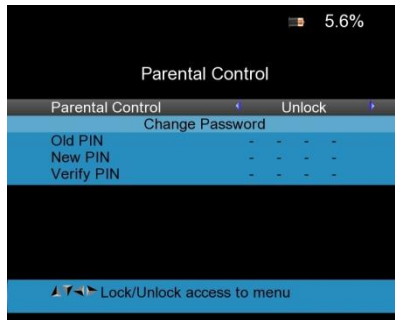 5.6%
Parental Control
Parental Control Unlock
Change Password
Old PIN - - - -
New PIN - - - -
Verify PIN - - - -
Lock/Unlock access to menu